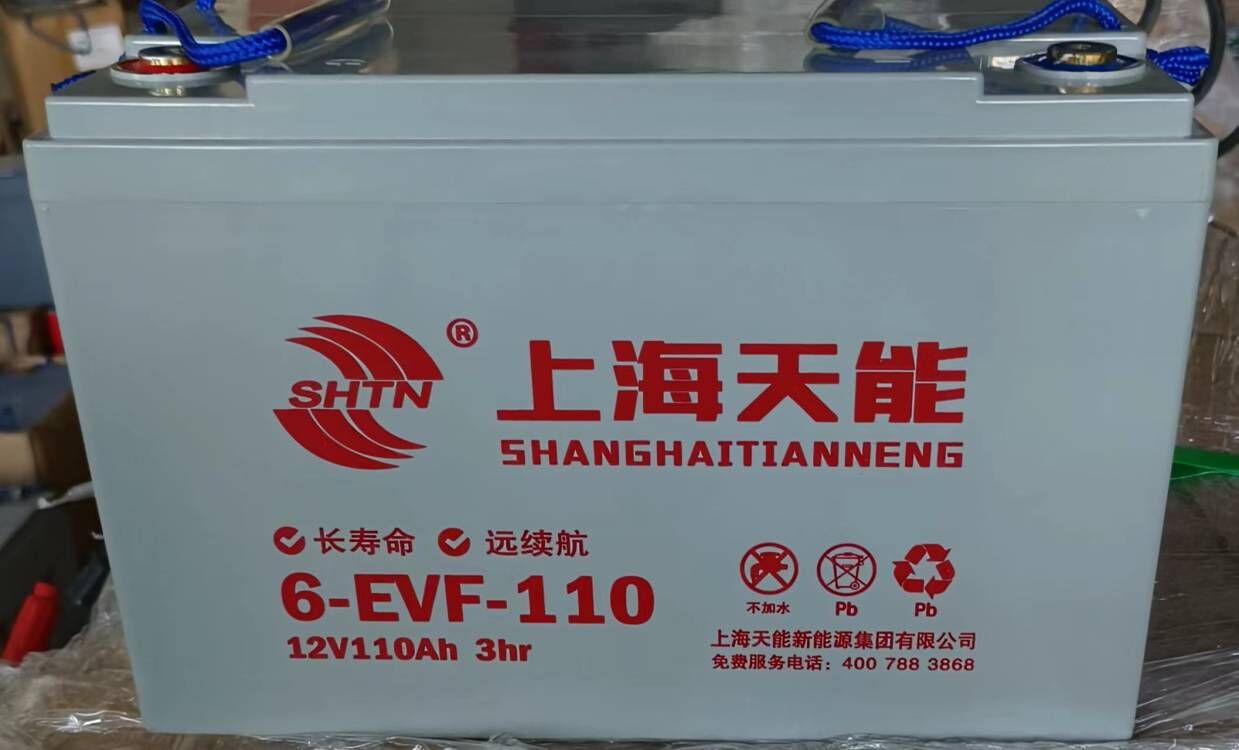 SHTN ® 上海天能
SHANGHAITIANNENG
长寿命 远续航
6-EVF-110
12V110Ah 3hr
不加水 Pb Pb
上海天能新能源集团有限公司
免费服务电话：400 788 3868